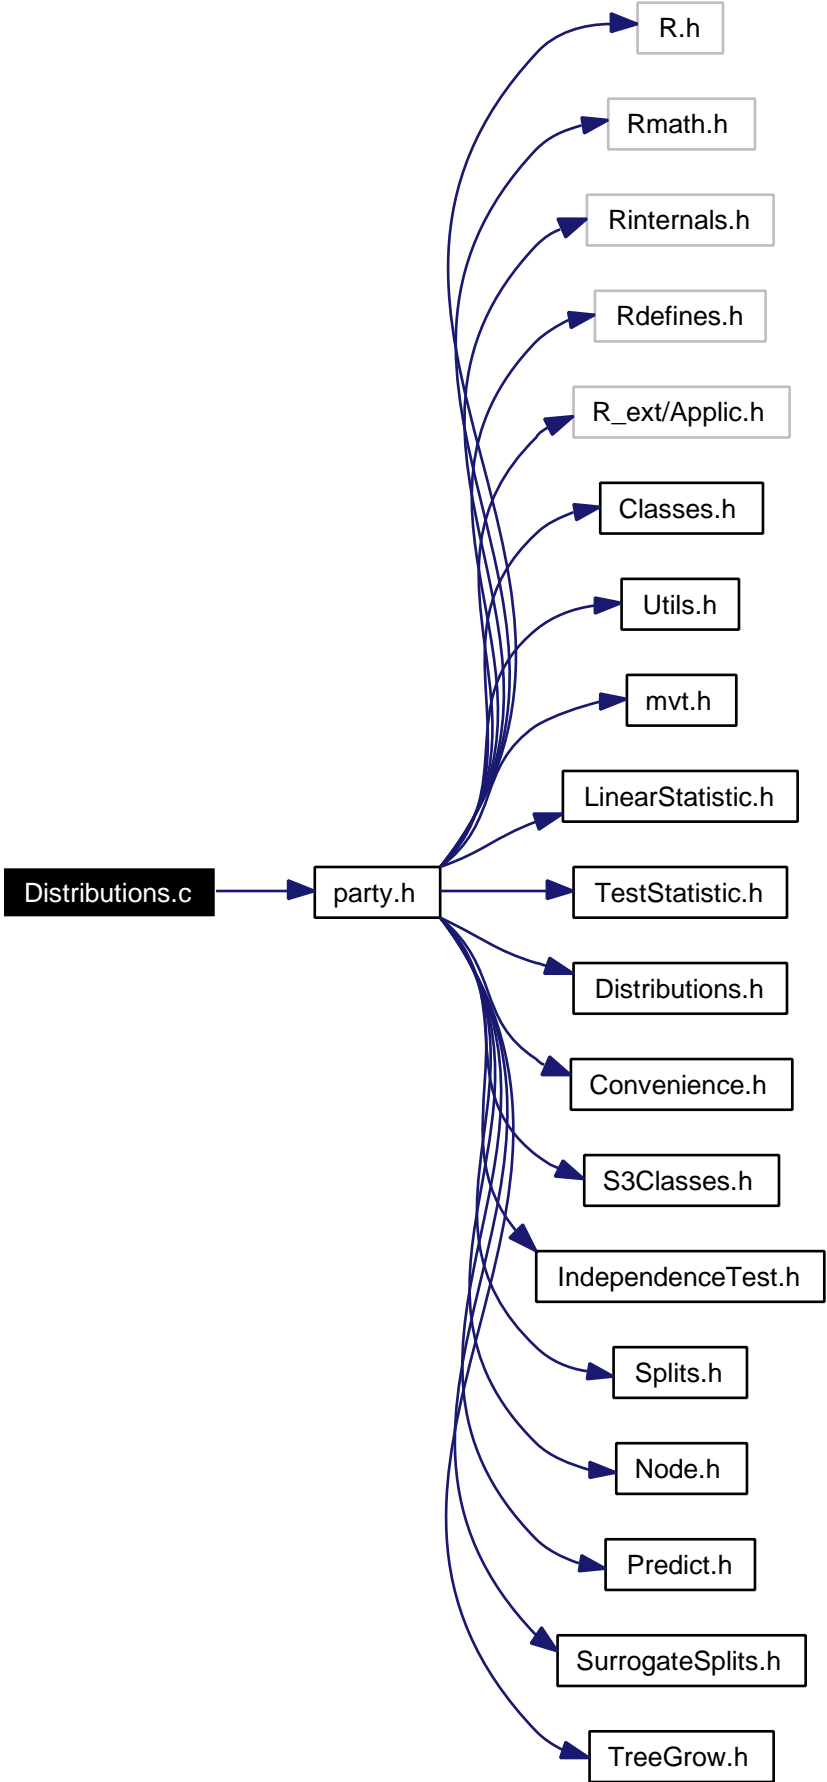 R.h
Rmath.h
Rinternals.h
Rdefines.h
R_ext/Applic.h
Classes.h
Utils.h
mvt.h
LinearStatistic.h
Distributions.c
party.h
TestStatistic.h
Distributions.h
Convenience.h
S3Classes.h
IndependenceTest.h
Splits.h
Node.h
Predict.h
SurrogateSplits.h
TreeGrow.h